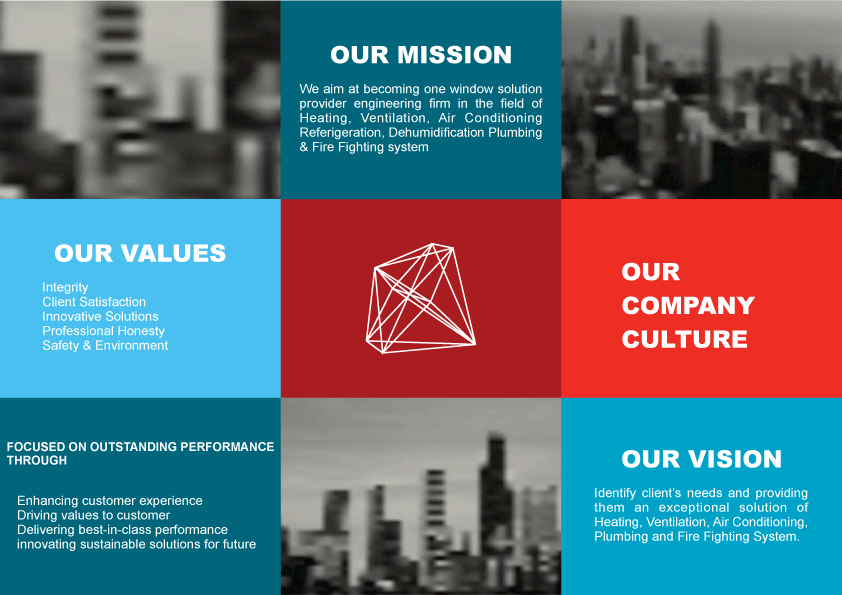 OUR MISSION
We aim at becoming one window solution
provider engineering firm in the field of
Heating, Ventilation, Air Conditioning
Referigeration, Dehumidification Plumbing
& Fire Fighting system
OUR VALUES
Integrity
Client Satisfaction
Innovative Solutions
Professional Honesty
Safety & Environment
OUR
COMPANY
CULTURE
FOCUSED ON OUTSTANDING PERFORMANCE
THROUGH
Enhancing customer experience
Driving values to customer
Delivering best-in-class performance
innovating sustainable solutions for future
OUR VISION
Identify client's needs and providing
them an exceptional solution of
Heating, Ventilation, Air Conditioning,
Plumbing and Fire Fighting System.